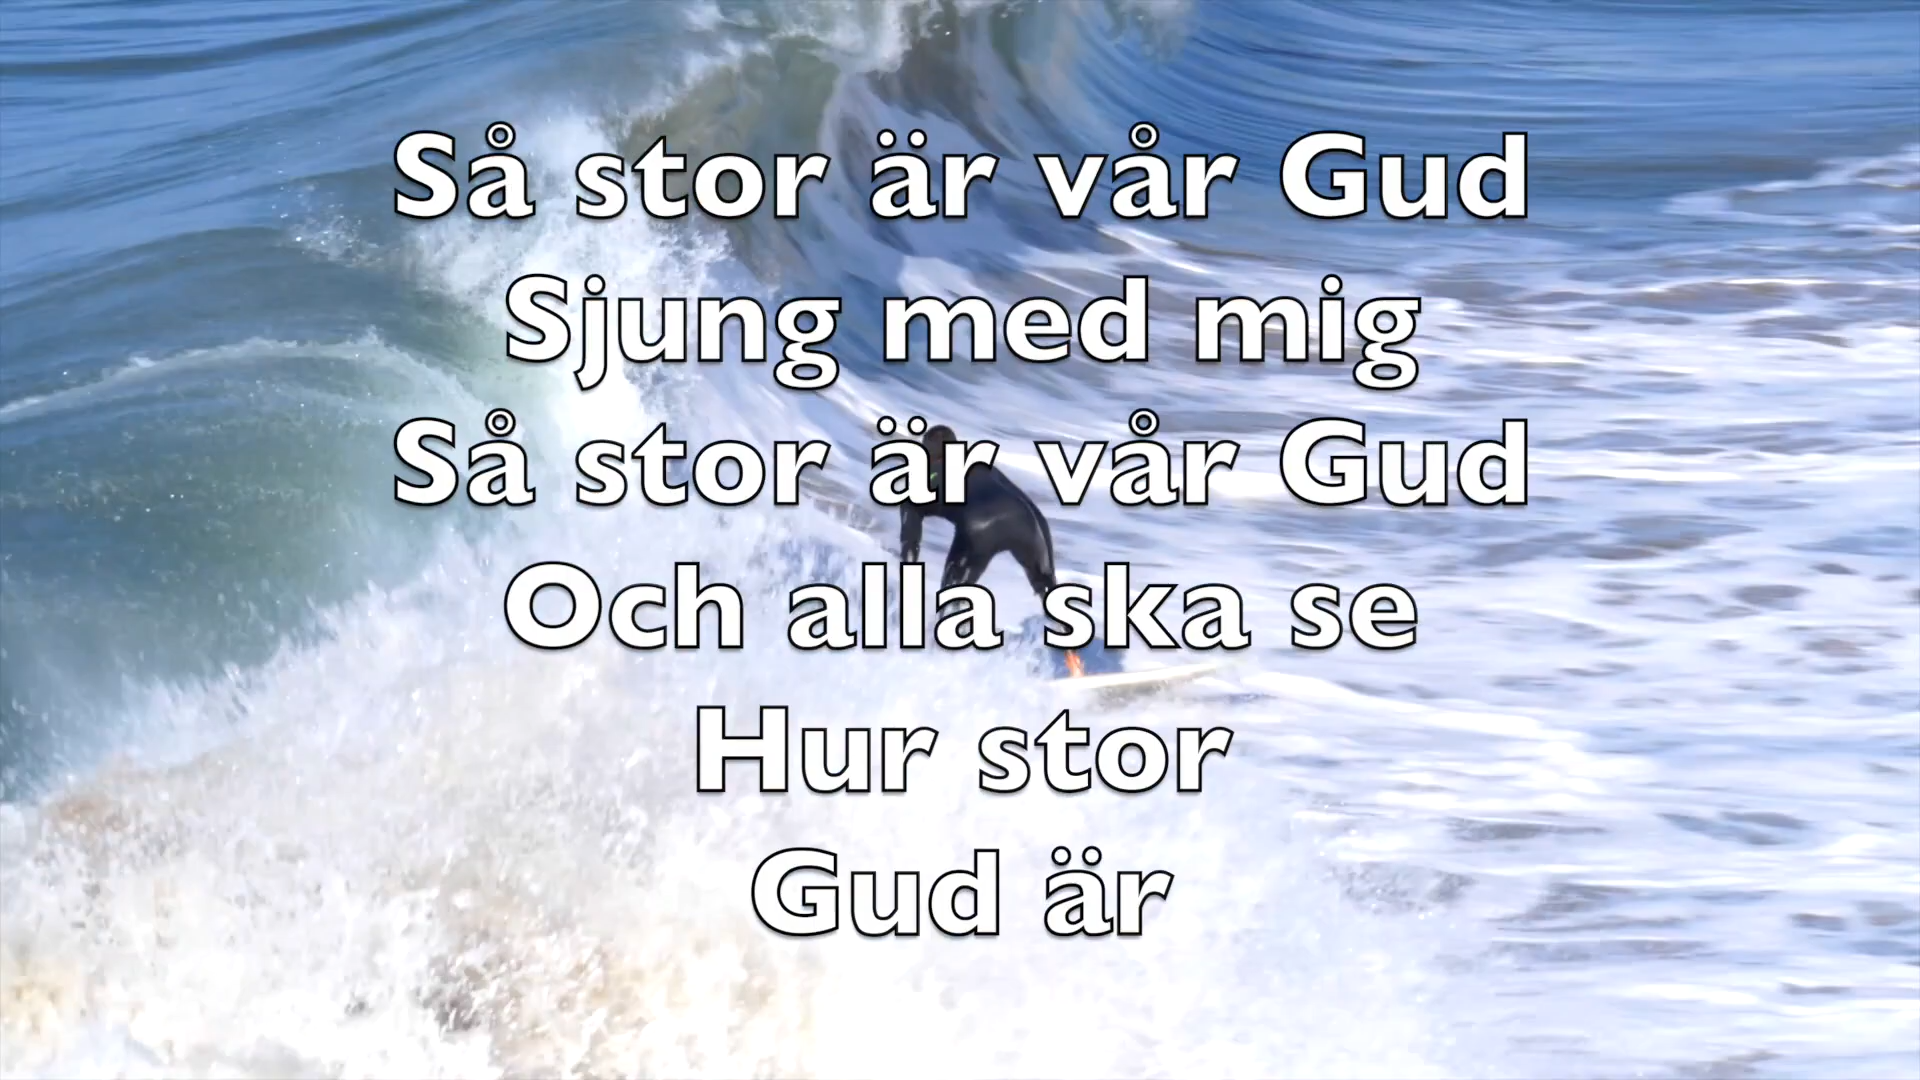 Så stor är vår Gud
Sjung med mig
Så stor är vår Gud
Och alla ska se
Hur stor
Gud är